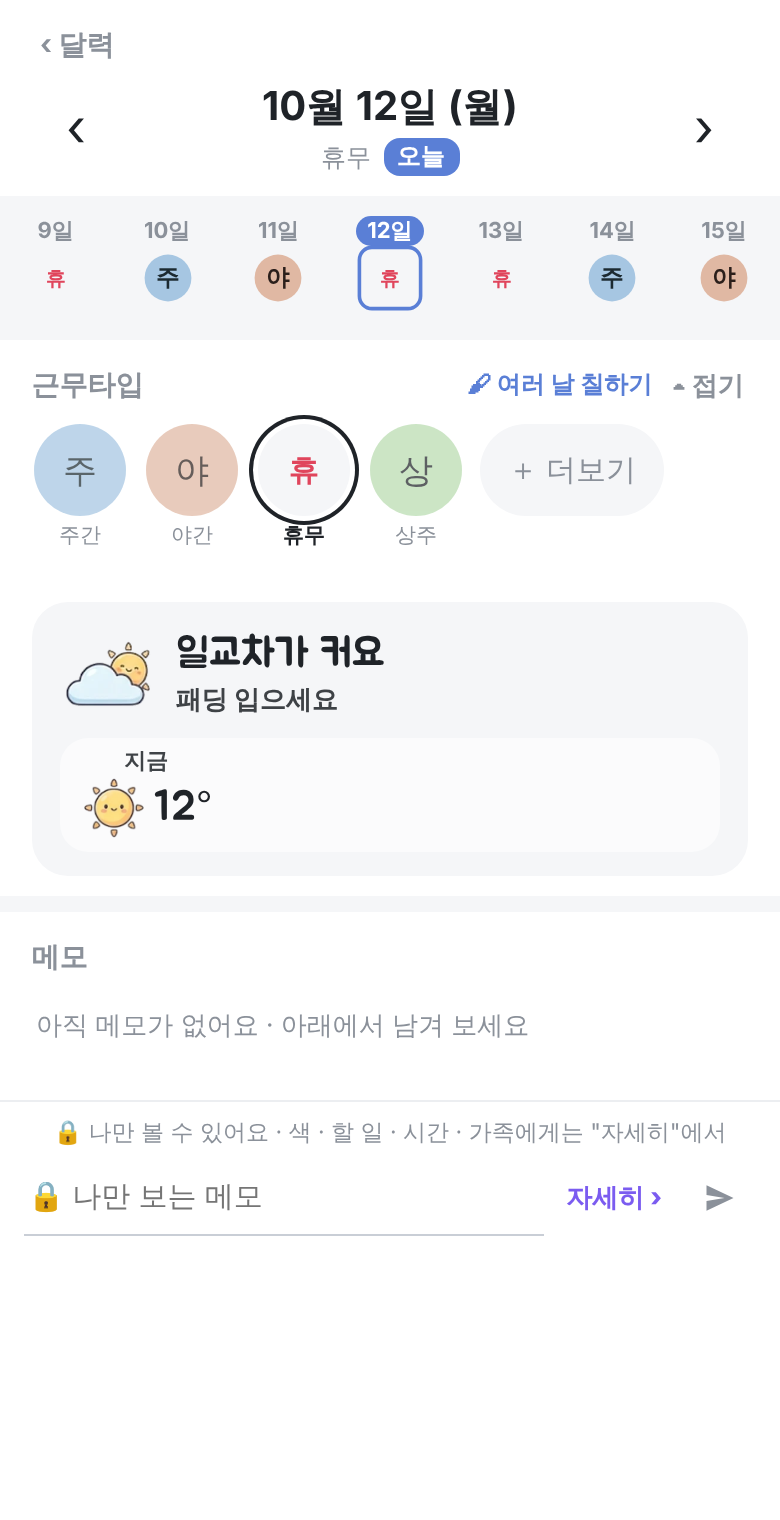 ‹ 달력
‹ 10월 12일 (월) ›
휴무 오늘
9일 10일 11일 12일 13일 14일 15일
휴 주 야 휴 휴 주 야
근무타입 여러 날 칠하기 접기
주 야 휴 상 + 더보기
주간 야간 휴무 상주
일교차가 커요
패딩 입으세요
지금
12°
메모
아직 메모가 없어요 · 아래에서 남겨 보세요
나만 볼 수 있어요 · 색 · 할 일 · 시간 · 가족에게는 "자세히"에서
나만 보는 메모 자세히 ›